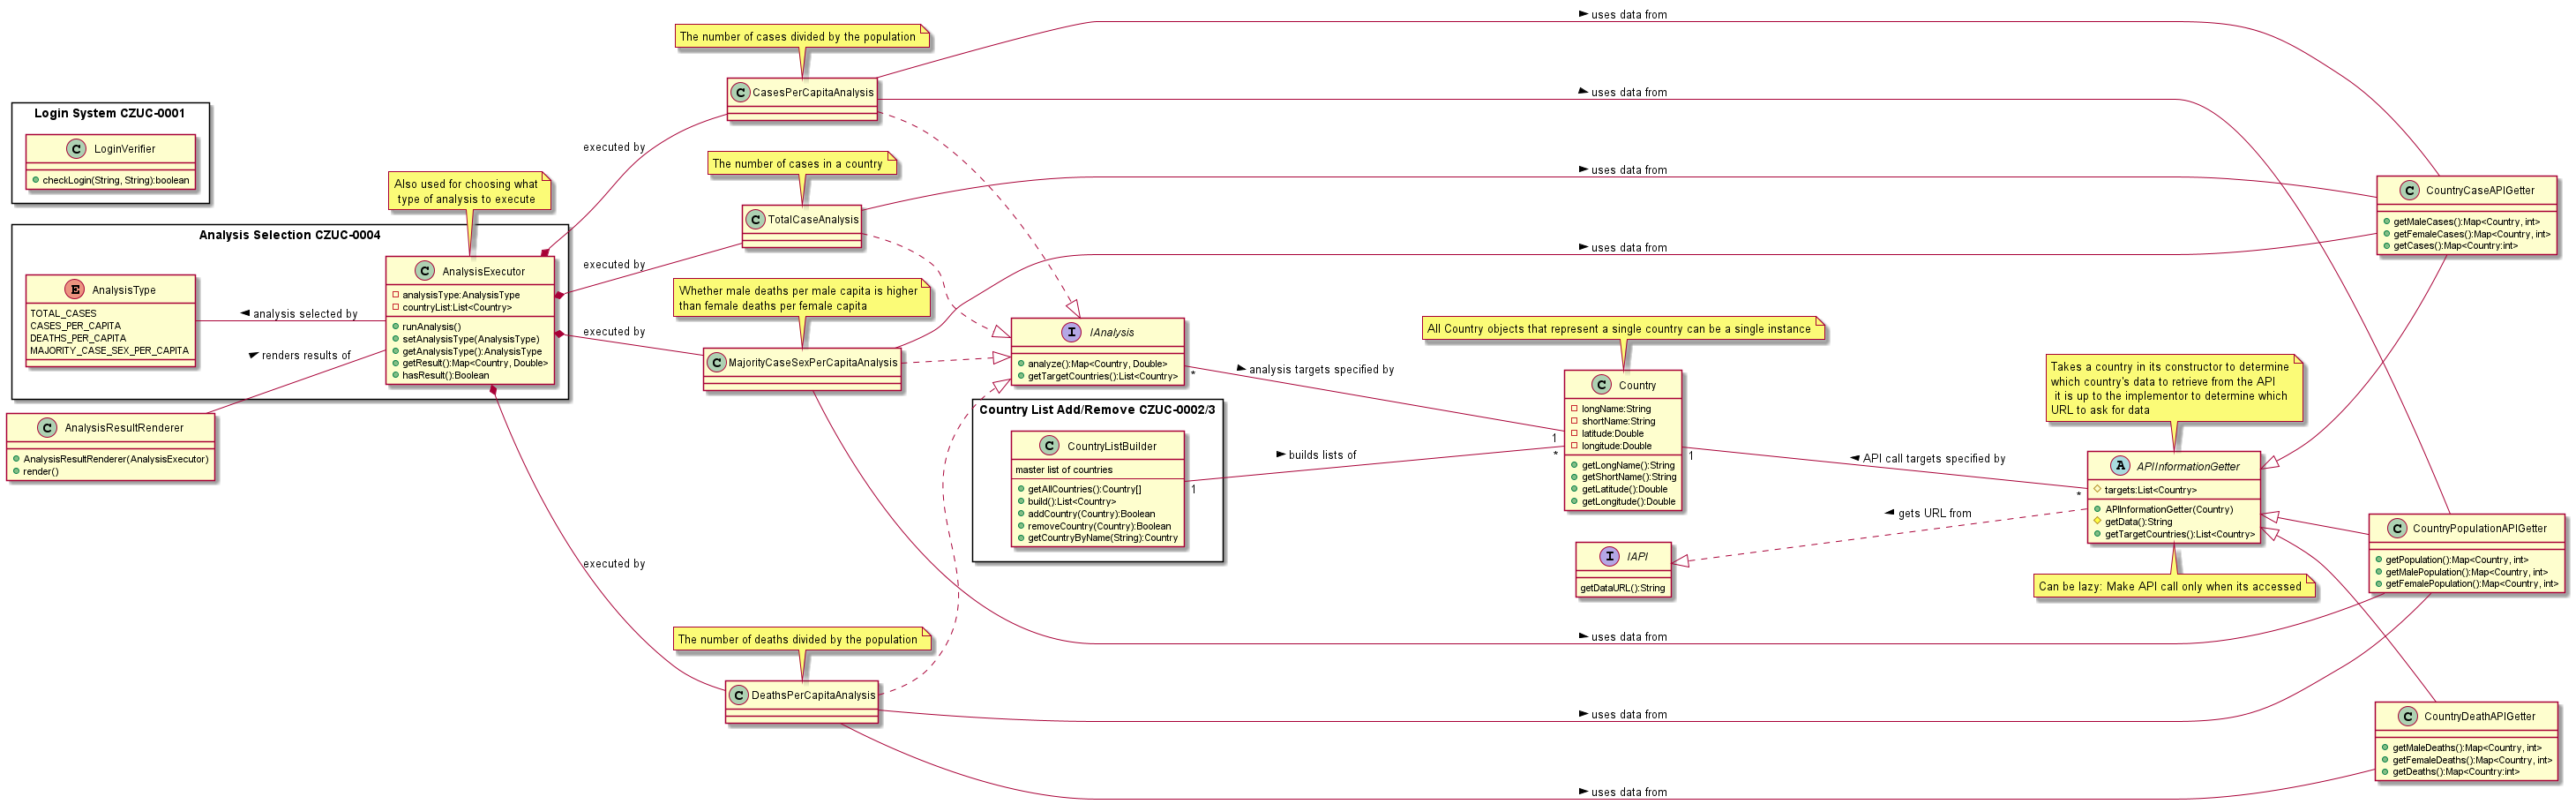 Login System CZUC-0001
C LoginVerifier
checkLogin(String, String):boolean
Also used for choosing what
type of analysis to execute
Analysis Selection CZUC-0004
E AnalysisType
TOTAL_CASES
CASES_PER_CAPITA
DEATHS_PER_CAPITA
MAJORITY_CASE_SEX_PER_CAPITA
analysis selected by
renders results of
C AnalysisExecutor
analysisType:AnalysisType
countryList:List<Country>
runAnalysis()
setAnalysisType(AnalysisType)
getAnalysisType():AnalysisType
getResult():Map<Country, Double>
hasResult():Boolean
C AnalysisResultRenderer
AnalysisResultRenderer(AnalysisExecutor)
render()
executed by
executed by
executed by
executed by
The number of cases divided by the population
C CasesPerCapitaAnalysis
The number of cases in a country
C TotalCaseAnalysis
Whether male deaths per male capita is higher
than female deaths per female capita
C MajorityCaseSexPerCapitaAnalysis
The number of deaths divided by the population
C DeathsPerCapitaAnalysis
I IAnalysis
analyze():Map<Country, Double>
getTargetCountries():List<Country>
Country List Add/Remove CZUC-0002/3
C CountryListBuilder
master list of countries
getAllCountries():Country[]
build():List<Country>
addCountry(Country):Boolean
removeCountry(Country):Boolean
getCountryByName(String):Country
*
analysis targets specified by
1
1
builds lists of
*
uses data from
uses data from
uses data from
uses data from
All Country objects that represent a single country can be a single instance
C Country
longName:String
shortName:String
latitude:Double
longitude:Double
getLongName():String
getShortName():String
getLatitude():Double
getLongitude():Double
I IAPI
getDataURL():String
1
API call targets specified by
*
gets URL from
uses data from
uses data from
uses data from
Takes a country in its constructor to determine
which country's data to retrieve from the API
it is up to the implementor to determine which
URL to ask for data
A APIInformationGetter
targets:List<Country>
APIInformationGetter(Country)
getData():String
getTargetCountries():List<Country>
Can be lazy: Make API call only when its accessed
C CountryCaseAPIGetter
getMaleCases():Map<Country, int>
getFemaleCases():Map<Country, int>
getCases():Map<Country:int>
C CountryPopulationAPIGetter
getPopulation():Map<Country, int>
getMalePopulation():Map<Country, int>
getFemalePopulation():Map<Country, int>
C CountryDeathAPIGetter
getMaleDeaths():Map<Country, int>
getFemaleDeaths():Map<Country, int>
getDeaths():Map<Country:int>